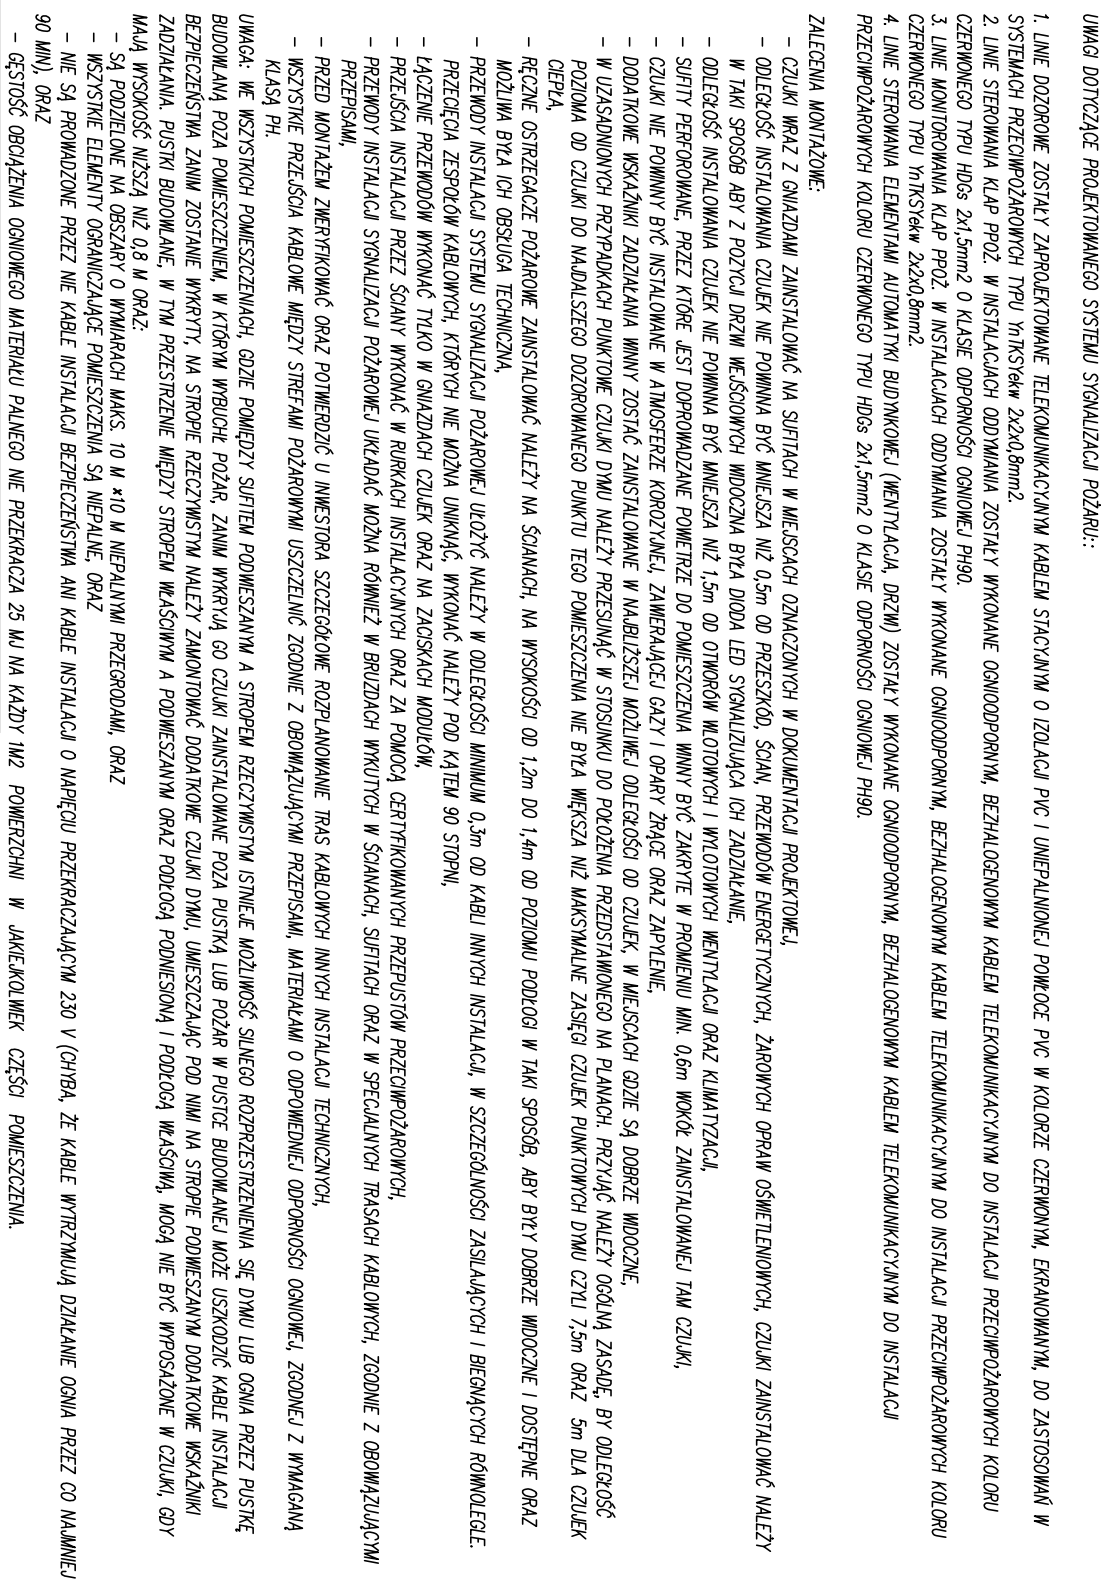 UWAGI DOTYCZĄCE PROJEKTOWANEGO SYSTEMU SYGNALIZACJI POŻARU::
1. LINIE DOZOROWE ZOSTAŁY ZAPROJEKTOWANE TELEKOMUNIKACYJNYM KABLEM STACYJNYM O IZOLACJI PVC I UNIEPALNIONEJ POWŁOCE PVC W KOLORZE CZERWONYM, EKRANOWANYM, DO ZASTOSOWAŃ W
SYSTEMACH PRZECIWPOŻAROWYCH TYPU YnTKSYekw 2x2x0,8mm2.
2. LINIE STEROWANIA KLAP PPOŻ. W INSTALACJACH ODDYMIANIA ZOSTAŁY WYKONANE OGNIOODPORNYM, BEZHALOGENOWYM KABLEM TELEKOMUNIKACYJNYM DO INSTALACJI PRZECIWPOŻAROWYCH KOLORU
CZERWONEGO TYPU HDGs 2x1,5mm2 O KLASIE ODPORNOŚCI OGNIOWEJ PH90.
3. LINIE MONITOROWANIA KLAP PPOŻ. W INSTALACJACH ODDYMIANIA ZOSTAŁY WYKONANE OGNIOODPORNYM, BEZHALOGENOWYM KABLEM TELEKOMUNIKACYJNYM DO INSTALACJI PRZECIWPOŻAROWYCH KOLORU
CZERWONEGO TYPU YnTKSYekw 2x2x0,8mm2.
4. LINIE STEROWANIA ELEMENTAMI AUTOMATYKI BUDYNKOWEJ (WENTYLACJA, DRZWI) ZOSTAŁY WYKONANE OGNIOODPORNYM, BEZHALOGENOWYM KABLEM TELEKOMUNIKACYJNYM DO INSTALACJI
PRZECIWPOŻAROWYCH KOLORU CZERWONEGO TYPU HDGs 2x1,5mm2 O KLASIE ODPORNOŚCI OGNIOWEJ PH90.
ZALECENIA MONTAŻOWE:
– CZUJKI WRAZ Z GNIAZDAMI ZAINSTALOWAĆ NA SUFITACH W MIEJSCACH OZNACZONYCH W DOKUMENTACJI PROJEKTOWEJ,
– ODLEGŁOŚĆ INSTALOWANIA CZUJEK NIE POWINNA BYĆ MNIEJSZA NIŻ 0,5m OD PRZESZKÓD, ŚCIAN, PRZEWODÓW ENERGETYCZNYCH, ŻAROWYCH OPRAW OŚWIETLENIOWYCH, CZUJKI ZAINSTALOWAĆ NALEŻY
W TAKI SPOSÓB ABY Z POZYCJI DRZWI WEJŚCIOWYCH WIDOCZNA BYŁA DIODA LED SYGNALIZUJĄCA ICH ZADZIAŁANIE,
– ODLEGŁOŚĆ INSTALOWANIA CZUJEK NIE POWINNA BYĆ MNIEJSZA NIŻ 1,5m OD OTWORÓW WLOTOWYCH I WYLOTOWYCH WENTYLACJI ORAZ KLIMATYZACJI,
– SUFITY PERFOROWANE, PRZEZ KTÓRE JEST DOPROWADZANE POWIETRZE DO POMIESZCZENIA WINNY BYĆ ZAKRYTE W PROMIENIU MIN. 0,6m WOKÓŁ ZAINSTALOWANEJ TAM CZUJKI,
– CZUJKI NIE POWINNY BYĆ INSTALOWANE W ATMOSFERZE KOROZYJNEJ, ZAWIERAJĄCEJ GAZY I OPARY ŻRĄCE ORAZ ZAPYLENIE,
– DODATKOWE WSKAŹNIKI ZADZIAŁANIA WINNY ZOSTAĆ ZAINSTALOWANE W NAJBLIŻSZEJ MOŻLIWEJ ODLEGŁOŚCI OD CZUJEK, W MIEJSCACH GDZIE SĄ DOBRZE WIDOCZNE,
– W UZASADNIONYCH PRZYPADKACH PUNKTOWE CZUJKI DYMU NALEŻY PRZESUNĄĆ W STOSUNKU DO POŁOŻENIA PRZEDSTAWIONEGO NA PLANACH. PRZYJĄĆ NALEŻY OGÓLNĄ ZASADĘ, BY ODLEGŁOŚĆ
POZIOMA OD CZUJKI DO NAJDALSZEGO DOZOROWANEGO PUNKTU TEGO POMIESZCZENIA NIE BYŁA WIĘKSZA NIŻ MAKSYMALNE ZASIĘGI CZUJEK PUNKTOWYCH DYMU CZYLI 7,5m ORAZ 5m DLA CZUJEK
CIEPŁA,
– RĘCZNE OSTRZEGACZE POŻAROWE ZAINSTALOWAĆ NALEŻY NA ŚCIANACH, NA WYSOKOŚCI OD 1,2m DO 1,4m OD POZIOMU PODŁOGI W TAKI SPOSÓB, ABY BYŁY DOBRZE WIDOCZNE I DOSTĘPNE ORAZ
MOŻLIWA BYŁA ICH OBSŁUGA TECHNICZNA,
– PRZEWODY INSTALACJI SYSTEMU SYGNALIZACJI POŻAROWEJ UŁOŻYĆ NALEŻY W ODLEGŁOŚCI MINIMUM 0,3m OD KABLI INNYCH INSTALACJI, W SZCZEGÓLNOŚCI ZASILAJĄCYCH I BIEGNĄCYCH RÓWNOLEGLE.
PRZECIĘCIA ZESPOŁÓW KABLOWYCH, KTÓRYCH NIE MOŻNA UNIKNĄĆ, WYKONAĆ NALEŻY POD KĄTEM 90 STOPNI,
– ŁĄCZENIE PRZEWODÓW WYKONAĆ TYLKO W GNIAZDACH CZUJEK ORAZ NA ZACISKACH MODUŁÓW,
– PRZEJŚCIA INSTALACJI PRZEZ ŚCIANY WYKONAĆ W RURKACH INSTALACYJNYCH ORAZ ZA POMOCĄ CERTYFIKOWANYCH PRZEPUSTÓW PRZECIWPOŻAROWYCH,
– PRZEWODY INSTALACJI SYGNALIZACJI POŻAROWEJ UKŁADAĆ MOŻNA RÓWNIEŻ W BRUZDACH WYKUTYCH W ŚCIANACH, SUFITACH ORAZ W SPECJALNYCH TRASACH KABLOWYCH, ZGODNIE Z OBOWIĄZUJĄCYMI
PRZEPISAMI,
– PRZED MONTAŻEM ZWERYFIKOWAĆ ORAZ POTWIERDZIĆ U INWESTORA SZCZEGÓŁOWE ROZPLANOWANIE TRAS KABLOWYCH INNYCH INSTALACJI TECHNICZNYCH,
– WSZYSTKIE PRZEJŚCIA KABLOWE MIĘDZY STREFAMI POŻAROWYMI USZCZELNIĆ ZGODNIE Z OBOWIĄZUJĄCYMI PRZEPISAMI, MATERIAŁAMI O ODPOWIEDNIEJ ODPORNOŚCI OGNIOWEJ, ZGODNEJ Z WYMAGANĄ
KLASĄ PH.
UWAGA: WE WSZYSTKICH POMIESZCZENIACH, GDZIE POMIĘDZY SUFITEM PODWIESZANYM A STROPEM RZECZYWISTYM ISTNIEJE MOŻLIWOŚĆ SILNEGO ROZPRZESTRZENIENIA SIĘ DYMU LUB OGNIA PRZEZ PUSTKĘ
BUDOWLANĄ POZA POMIESZCZENIEM, W KTÓRYM WYBUCHŁ POŻAR, ZANIM WYKRYJĄ GO CZUJKI ZAINSTALOWANE POZA PUSTKĄ LUB POŻAR W PUSTCE BUDOWLANEJ MOŻE USZKODZIĆ KABLE INSTALACJI
BEZPIECZEŃSTWA ZANIM ZOSTANIE WYKRYTY, NA STROPIE RZECZYWISTYM NALEŻY ZAMONTOWAĆ DODATKOWE CZUJKI DYMU, UMIESZCZAJĄC POD NIMI NA STROPIE PODWIESZANYM DODATKOWE WSKAŹNIKI
ZADZIAŁANIA. PUSTKI BUDOWLANE, W TYM PRZESTRZENIE MIĘDZY STROPEM WŁAŚCIWYM A PODWIESZANYM ORAZ PODŁOGĄ PODNIESIONĄ I PODŁOGĄ WŁAŚCIWĄ, MOGĄ NIE BYĆ WYPOSAŻONE W CZUJKI, GDY
MAJĄ WYSOKOŚĆ NIŻSZĄ NIŻ 0,8 M ORAZ:
– SĄ PODZIELONE NA OBSZARY O WYMIARACH MAKS. 10 M ×10 M NIEPALNYMI PRZEGRODAMI, ORAZ
– WSZYSTKIE ELEMENTY OGRANICZAJĄCE POMIESZCZENIA SĄ NIEPALNE, ORAZ
– NIE SĄ PROWADZONE PRZEZ NIE KABLE INSTALACJI BEZPIECZEŃSTWA ANI KABLE INSTALACJI O NAPIĘCIU PRZEKRACZAJĄCYM 230 V (CHYBA, ŻE KABLE WYTRZYMUJĄ DZIAŁANIE OGNIA PRZEZ CO NAJMNIEJ
90 MIN), ORAZ
– GĘSTOŚĆ OBCIĄŻENIA OGNIOWEGO MATERIAŁU PALNEGO NIE PRZEKRACZA 25 MJ NA KAŻDY 1M2 POWIERZCHNI W JAKIEJKOLWIEK CZĘŚCI POMIESZCZENIA.